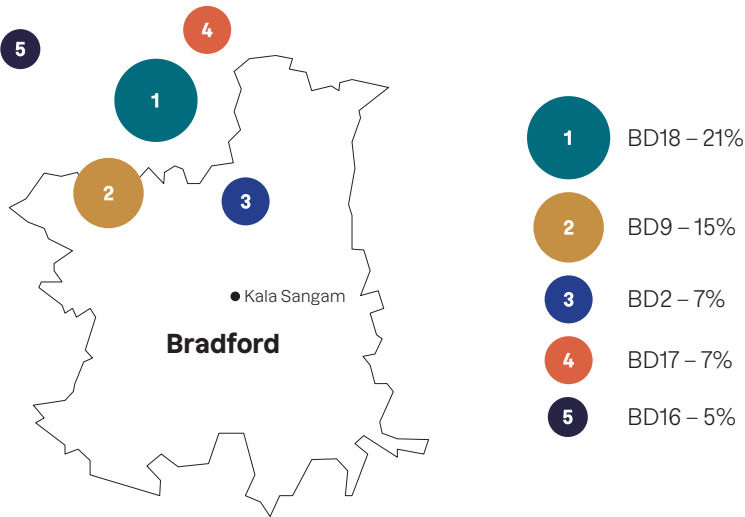 4
5
1
2
3
Kala Sangam
Bradford
1 BD18 – 21%
2 BD9 – 15%
3 BD2 – 7%
4 BD17 – 7%
5 BD16 – 5%